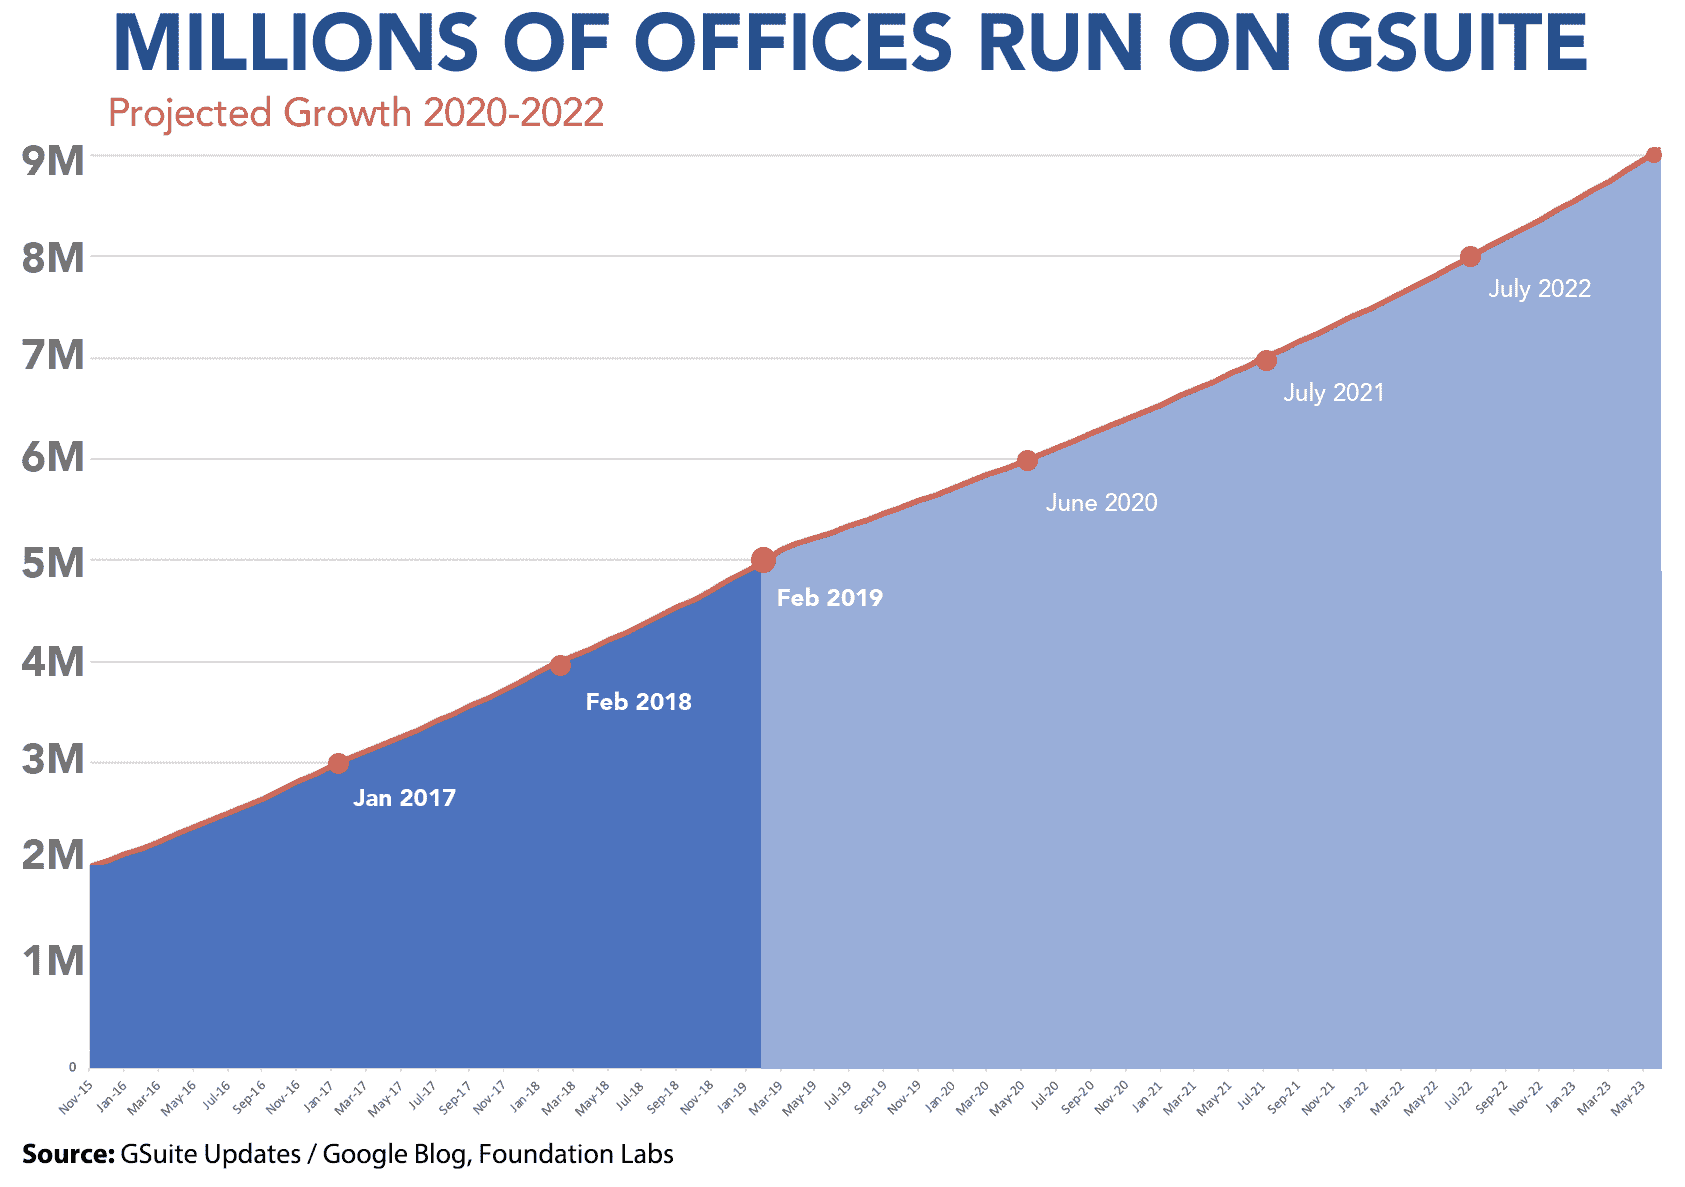 MILLIONS OF OFFICES RUN ON GSUITE
Projected Growth 2020-2022
9M
8M
July 2022
7M
July 2021
6M
June 2020
5M
Feb 2019
4M
Feb 2018
3M
Jan 2017
2M
1M
0
Nov-15 Jan-16 Mar-16 May-16 Jul-16 Sep-16 Nov-16 Jan-17 Mar-17 May-17 Jul-17 Sep-17 Nov-17 Jan-18 Mar-18 May-18 Jul-18 Sep-18 Nov-18 Jan-19 Mar-19 May-19 Jul-19 Sep-19 Nov-19 Jan-20 Mar-20 May-20 Jul-20 Sep-20 Nov-20 Jan-21 Mar-21 May-21 Jul-21 Sep-21 Nov-21 Jan-22 Mar-22 May-22 Jul-22 Sep-22 Nov-22 Jan-23 Mar-23 May-23
Source: GSuite Updates / Google Blog, Foundation Labs